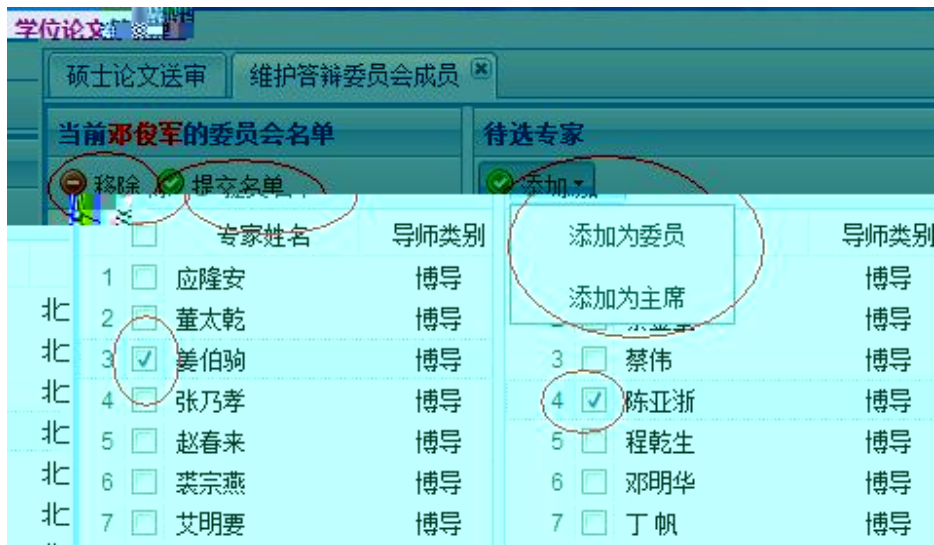 学位论文
硕士论文送审 维护答辩委员会成员
当前邓俊军的委员会名单 待选专家
移除 提交名单 添加
专家姓名 导师类别 添加为委员 导师类别
1 应隆安 博导 博导
添加为主席
北 2 董太乾 博导 博导
北 3 姜伯驹 博导 3 蔡伟 博导
北 4 张乃孝 博导 4 陈亚浙 博导
北 5 赵春来 博导 5 程乾生 博导
北 6 裘宗燕 博导 6 邓明华 博导
北 7 艾明要 博导 7 丁帆 博导